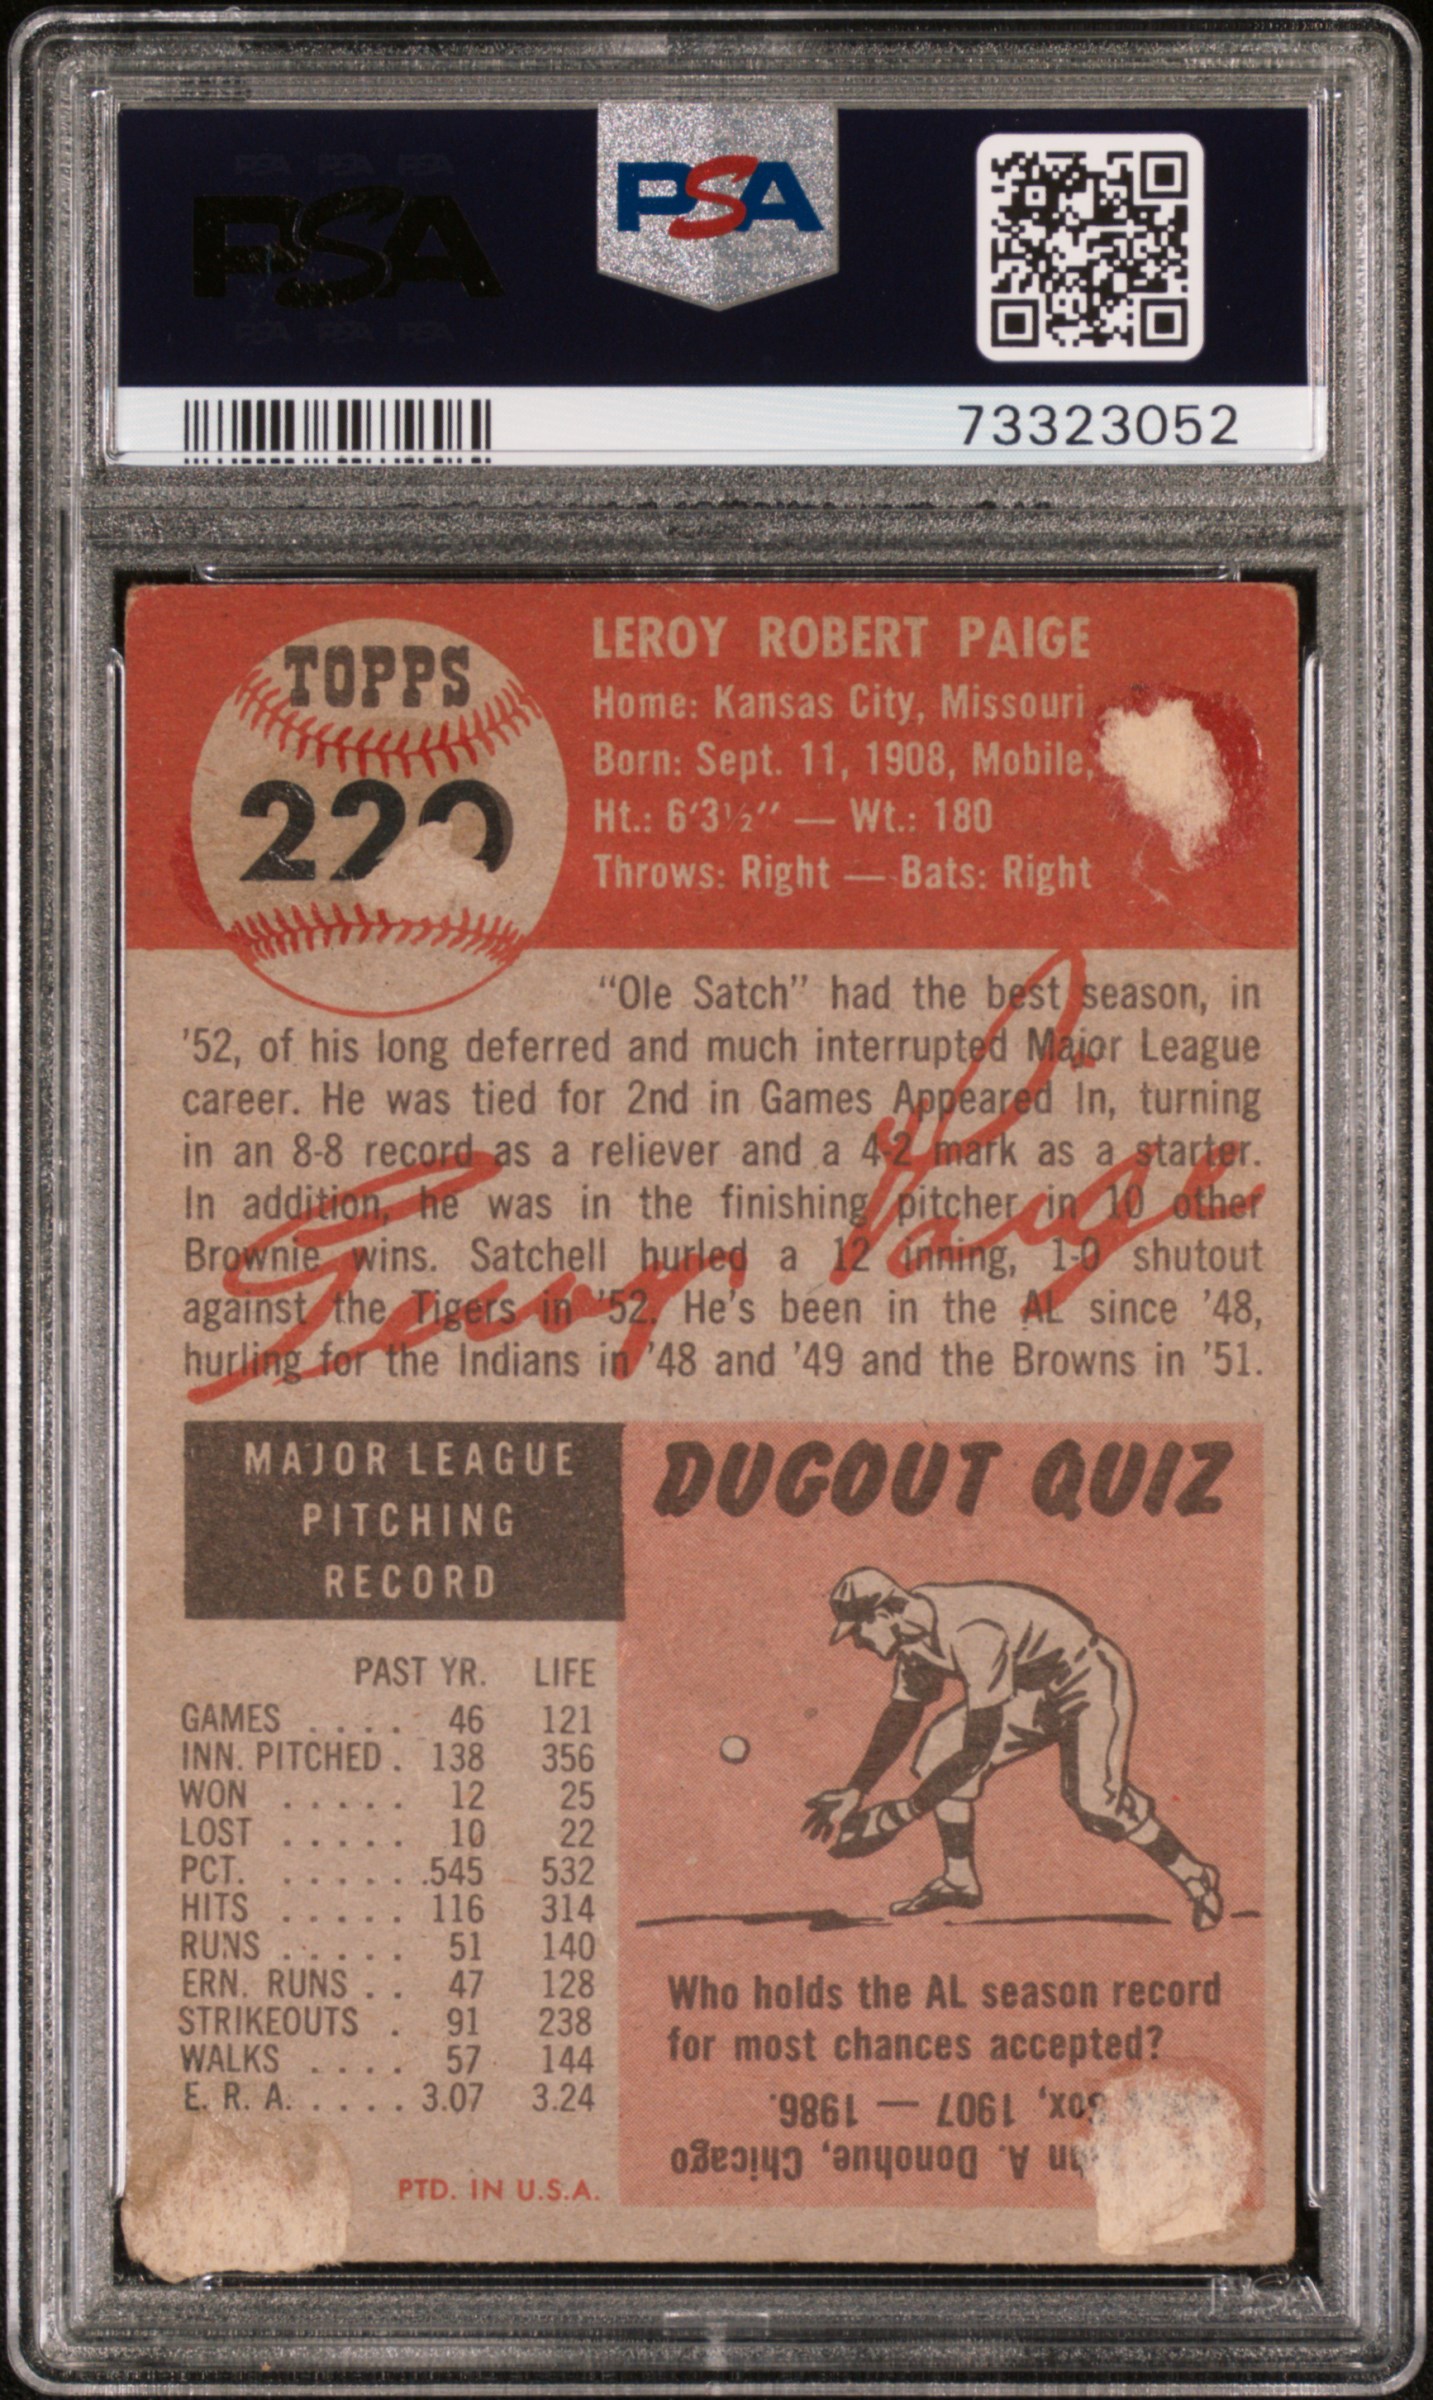 PSA PSA PSA
PSA
PSA PSA PSA
PSA
73323052
TOPPS
220
LEROY ROBERT PAIGE
Home: Kansas City, Missouri
Born: Sept. 11, 1908, Mobile,
Ht.: 6'3½" — Wt.: 180
Throws: Right — Bats: Right
"Ole Satch" had the best season, in
'52, of his long deferred and much interrupted Major League
career. He was tied for 2nd in Games Appeared In, turning
in an 8-8 record as a reliever and a 4-2 mark as a starter.
In addition, he was in the finishing pitcher in 10 other
Brownie wins. Satchell hurled a 12 inning, 1-0 shutout
against the Tigers in '52. He's been in the AL since '48,
hurling for the Indians in '48 and '49 and the Browns in '51.
Leroy Paige
MAJOR LEAGUE
PITCHING
RECORD
PAST YR. LIFE
GAMES .... 46 121
INN. PITCHED . 138 356
WON ..... 12 25
LOST ..... 10 22
PCT. ...... .545 532
HITS ..... 116 314
RUNS ..... 51 140
ERN. RUNS .. 47 128
STRIKEOUTS . 91 238
WALKS .... 57 144
E. R. A. ..... 3.07 3.24
PTD. IN U.S.A.
DUGOUT QUIZ
Who holds the AL season record
for most chances accepted?
A. Donohue, Chicago
1907 — 1986.
PSA